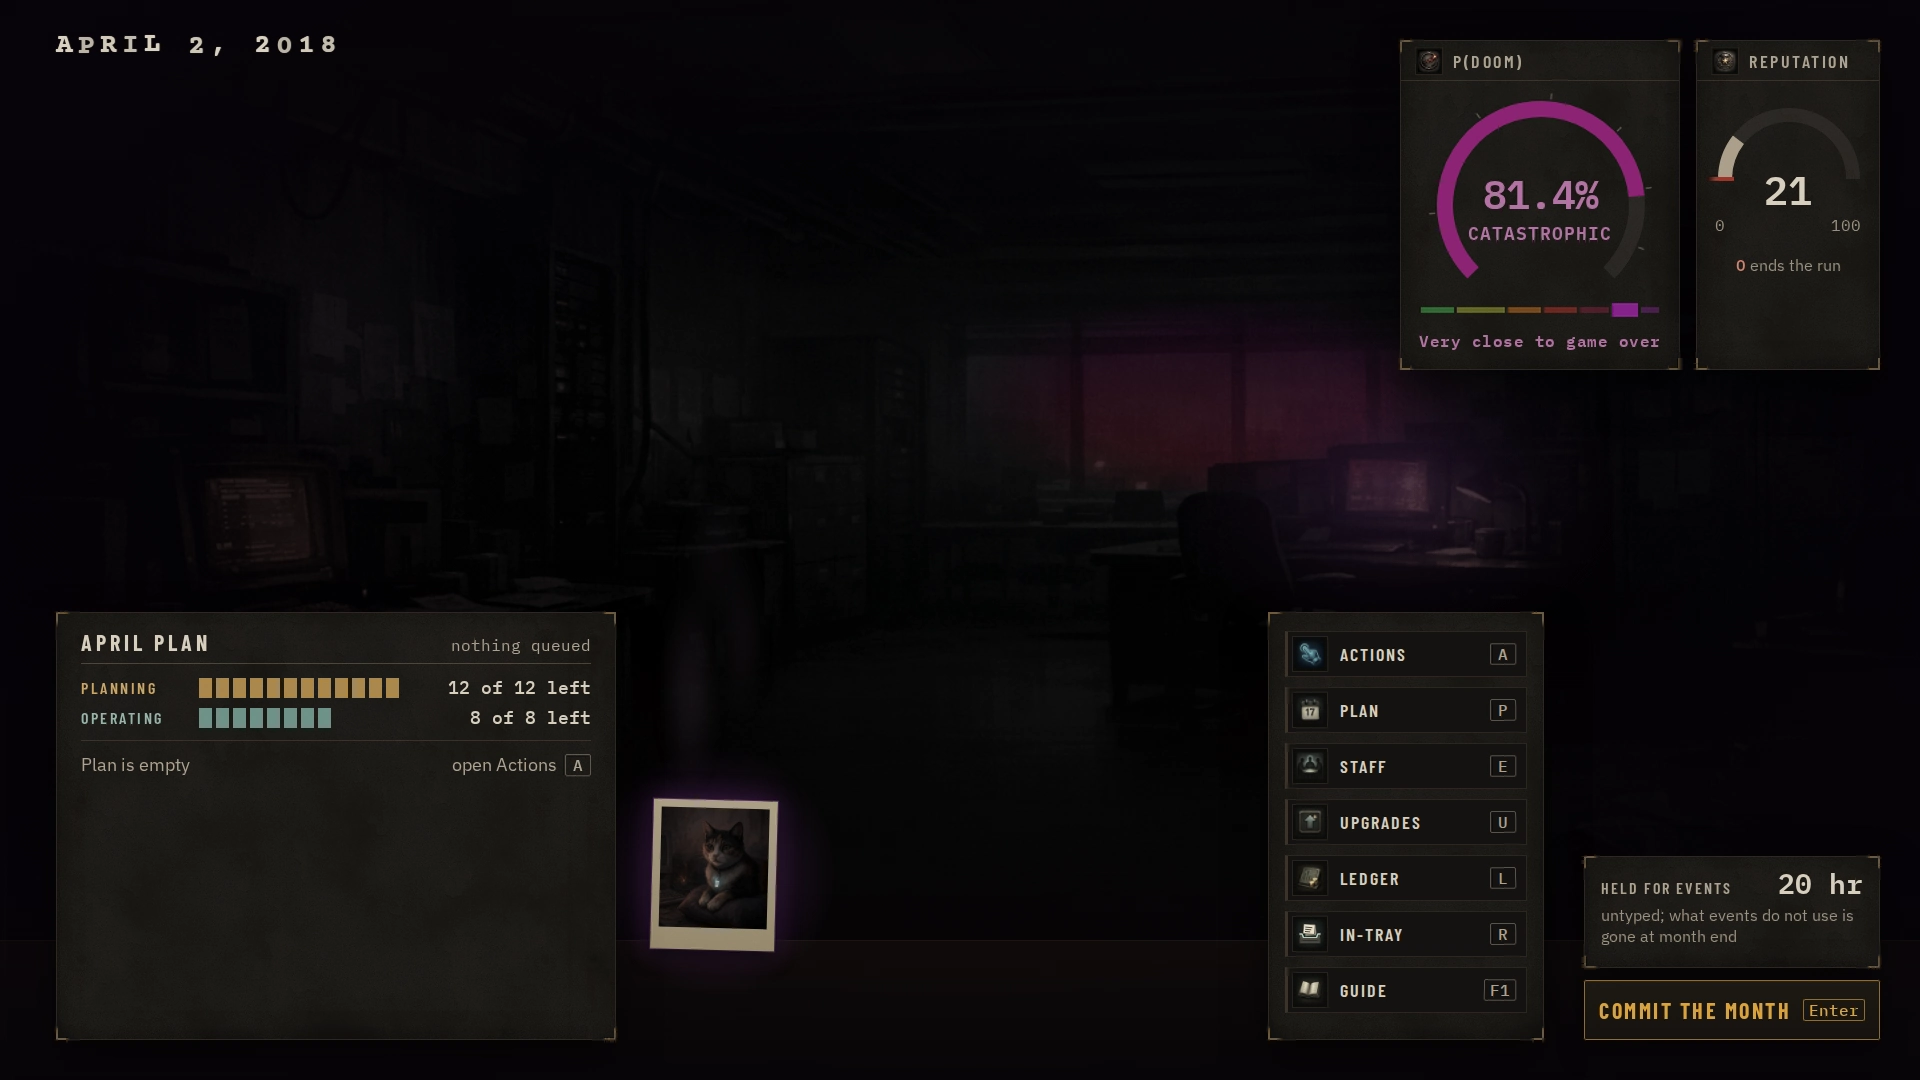 APRIL 2, 2018
P(DOOM)
81.4%
CATASTROPHIC
Very close to game over
REPUTATION
21
0 100
0 ends the run
APRIL PLAN nothing queued
PLANNING 12 of 12 left
OPERATING 8 of 8 left
Plan is empty open Actions A
ACTIONS A
PLAN P
STAFF E
UPGRADES U
LEDGER L
IN-TRAY R
GUIDE F1
HELD FOR EVENTS 20 hr
untyped; what events do not use is
gone at month end
COMMIT THE MONTH Enter